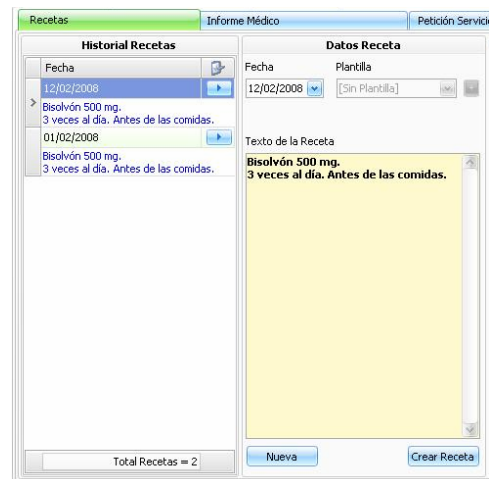 Recetas
Informe Médico
Petición Servici
Historial Recetas
Fecha
12/02/2008
Bisolvón 500 mg.
3 veces al día. Antes de las comidas.
01/02/2008
Bisolvón 500 mg.
3 veces al día. Antes de las comidas.
Total Recetas = 2
Datos Receta
Fecha
Plantilla
12/02/2008
[Sin Plantilla]
Texto de la Receta
Bisolvón 500 mg.
3 veces al día. Antes de las comidas.
Nueva
Crear Receta